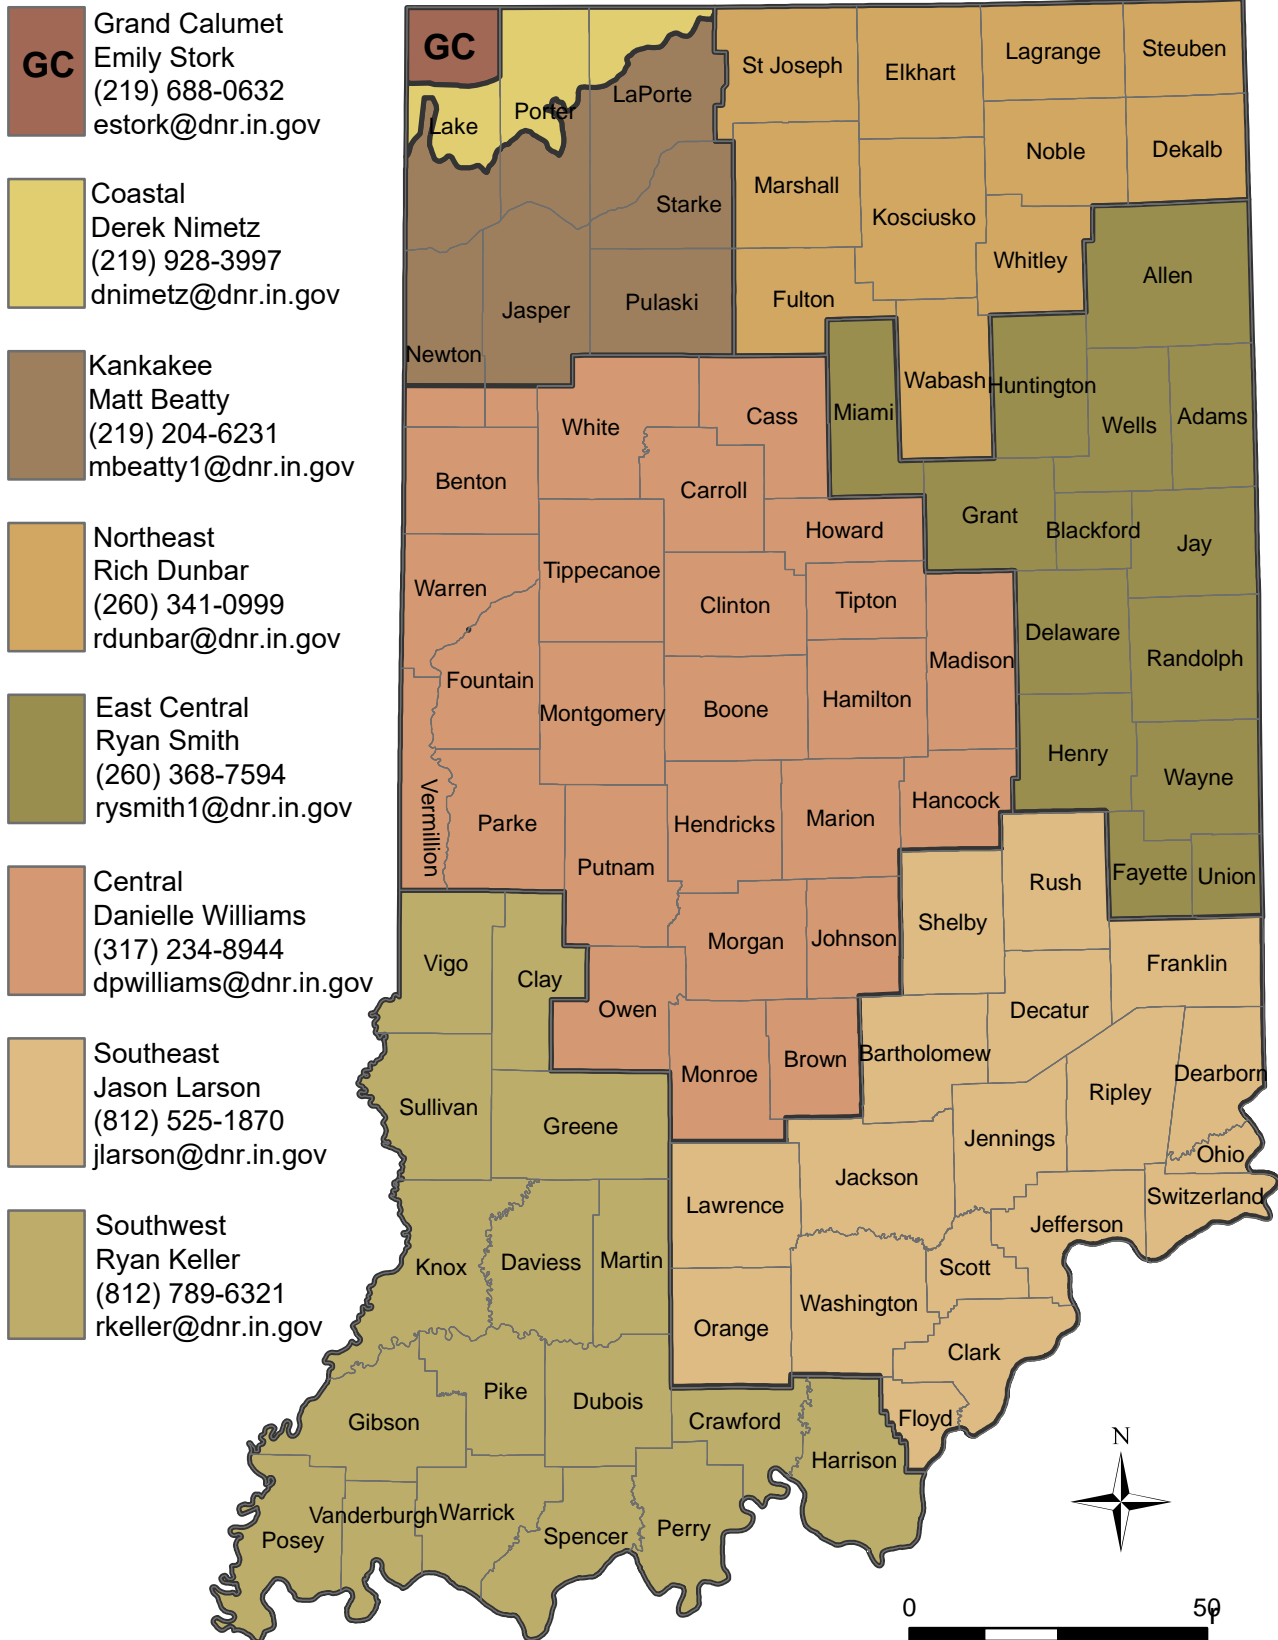 GC
Grand Calumet
Emily Stork
(219) 688-0632
estork@dnr.in.gov
Coastal
Derek Nimetz
(219) 928-3997
dnimetz@dnr.in.gov
Kankakee
Matt Beatty
(219) 204-6231
mbeatty1@dnr.in.gov
Northeast
Rich Dunbar
(260) 341-0999
rdunbar@dnr.in.gov
East Central
Ryan Smith
(260) 368-7594
rysmith1@dnr.in.gov
Central
Danielle Williams
(317) 234-8944
dpwilliams@dnr.in.gov
Southeast
Jason Larson
(812) 525-1870
jlarson@dnr.in.gov
Southwest
Ryan Keller
(812) 789-6321
rkeller@dnr.in.gov
GC
Lake
Porter
LaPorte
St Joseph
Elkhart
Lagrange
Steuben
Noble
Dekalb
Marshall
Starke
Kosciusko
Whitley
Allen
Newton
Jasper
Pulaski
Fulton
Wabash
Huntington
Miami
Wells
Adams
White
Cass
Benton
Carroll
Howard
Grant
Blackford
Jay
Warren
Tippecanoe
Clinton
Tipton
Madison
Delaware
Randolph
Fountain
Montgomery
Boone
Hamilton
Henry
Wayne
Vermillion
Parke
Putnam
Hendricks
Marion
Hancock
Rush
Fayette
Union
Shelby
Morgan
Johnson
Vigo
Clay
Owen
Franklin
Decatur
Monroe
Brown
Bartholomew
Dearborn
Ripley
Sullivan
Greene
Jennings
Ohio
Switzerland
Jackson
Lawrence
Jefferson
Knox
Daviess
Martin
Scott
Washington
Orange
Clark
Pike
Dubois
Gibson
Crawford
Floyd
Harrison
Vanderburgh
Warrick
Posey
Spencer
Perry
N
0 50